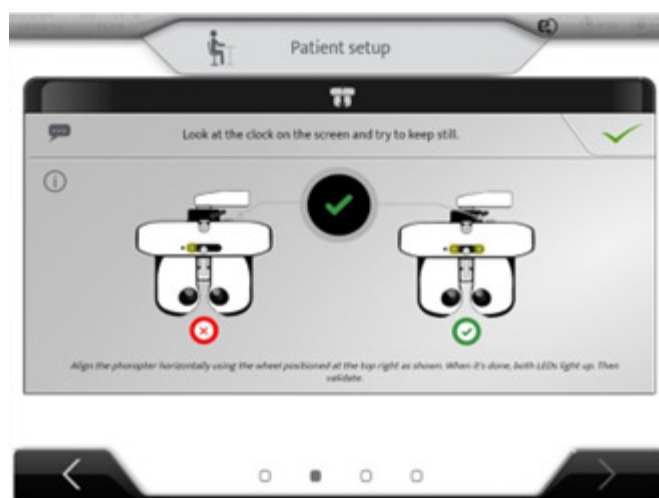 Patient setup
Look at the clock on the screen and try to keep still.
Align the phoropter horizontally using the wheel positioned at the top right as shown. When it's done, both LEDs light up. Then
validate.